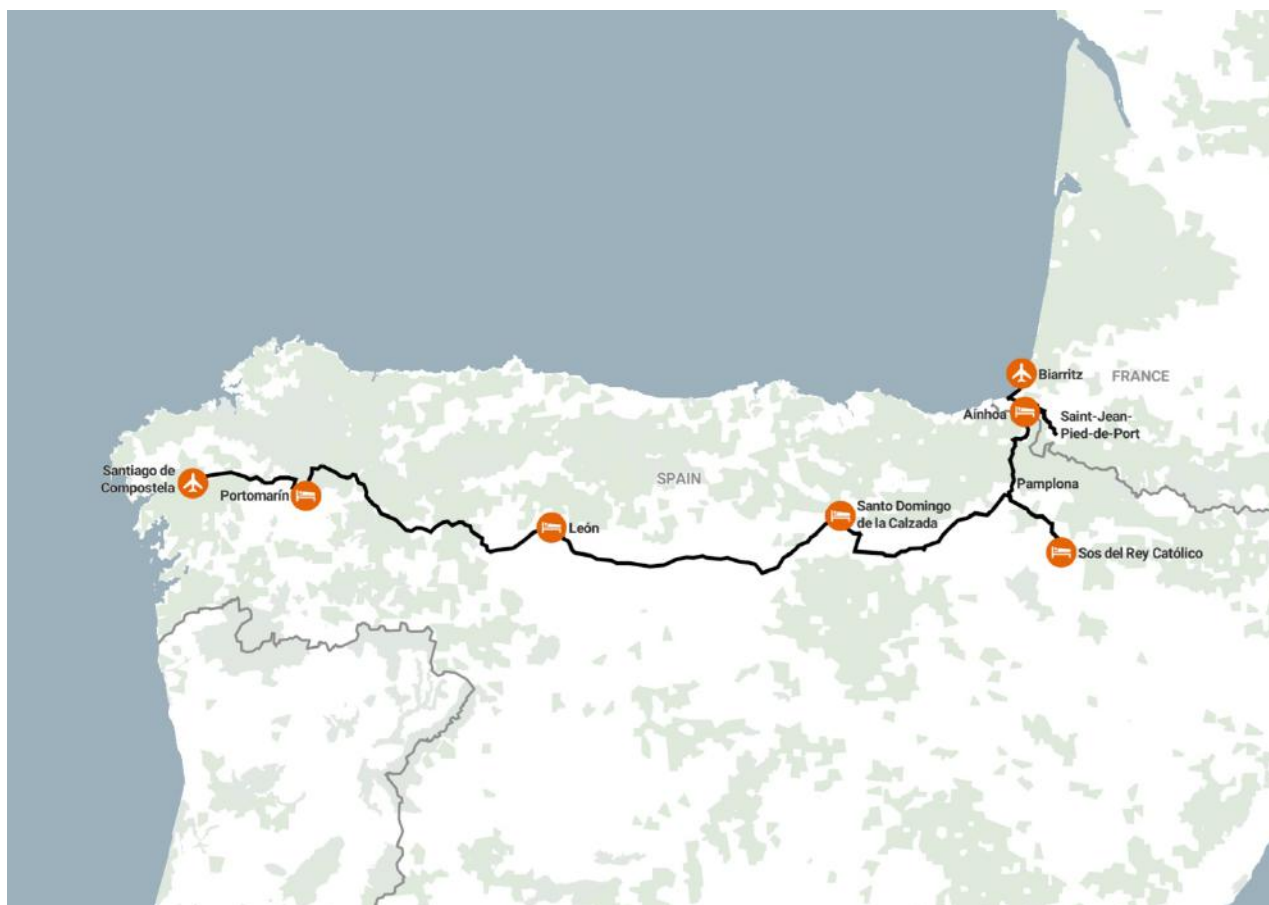 Biarritz
FRANCE
Ainhoa
Saint-Jean-
Pied-de-Port
Santiago de
Compostela
Portomarín
SPAIN
Pamplona
León
Santo Domingo
de la Calzada
Sos del Rey Católico